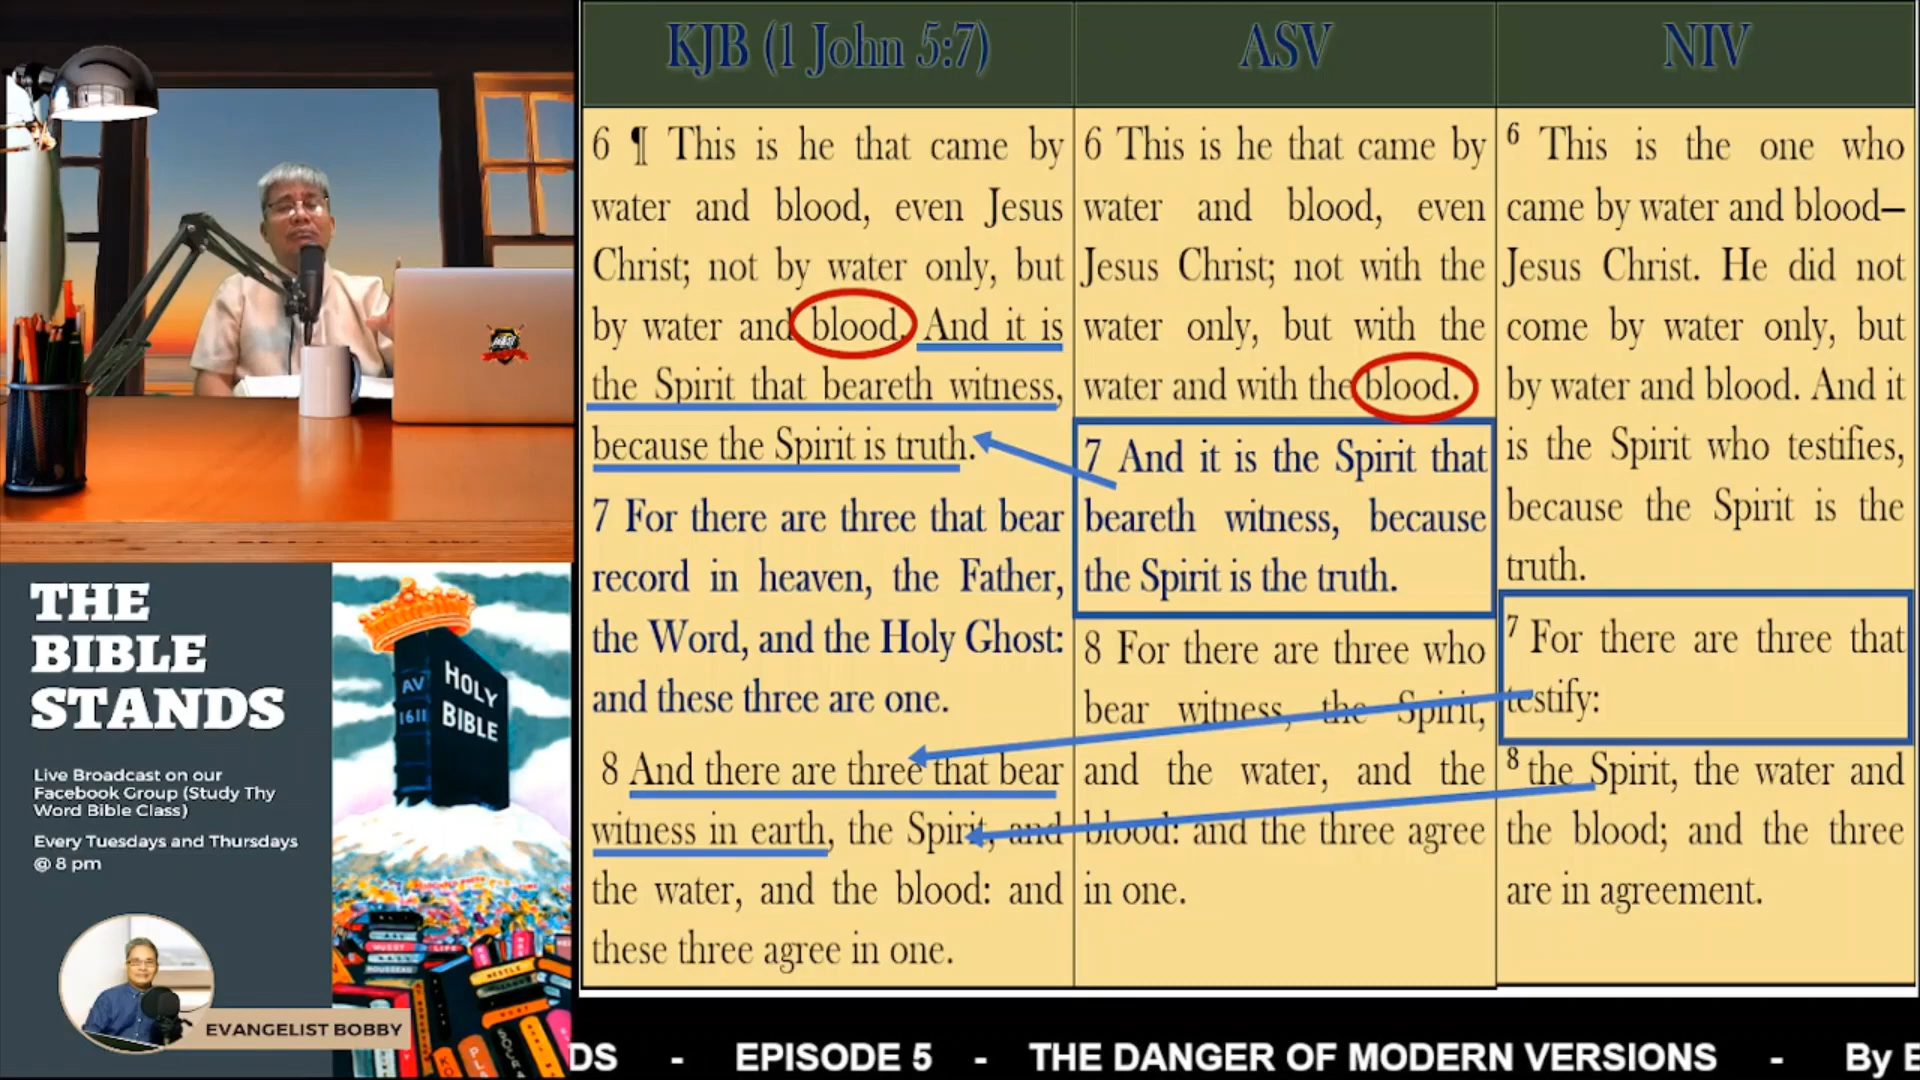 KJB (1 John 5:7)
6 ¶ This is he that came by
water and blood, even Jesus
Christ; not by water only, but
by water and blood. And it is
the Spirit that beareth witness,
because the Spirit is truth.
7 For there are three that bear
record in heaven, the Father,
the Word, and the Holy Ghost:
and these three are one.
8 And there are three that bear
witness in earth, the Spirit, and
the water, and the blood: and
these three agree in one.
ASV
6 This is he that came by
water and blood, even
Jesus Christ; not with the
water only, but with the
water and with the blood.
7 And it is the Spirit that
beareth witness, because
the Spirit is the truth.
8 For there are three who
bear witness, the Spirit,
and the water, and the
blood: and the three agree
in one.
NIV
6 This is the one who
came by water and blood—
Jesus Christ. He did not
come by water only, but
by water and blood. And it
is the Spirit who testifies,
because the Spirit is the
truth.
7 For there are three that
testify:
8 the Spirit, the water and
the blood; and the three
are in agreement.
THE
BIBLE
STANDS
Live Broadcast on our
Facebook Group (Study Thy
Word Bible Class)
Every Tuesdays and Thursdays
@ 8 pm
EVANGELIST BOBBY
AV
1611
HOLY
BIBLE
DS - EPISODE 5 - THE DANGER OF MODERN VERSIONS - By E